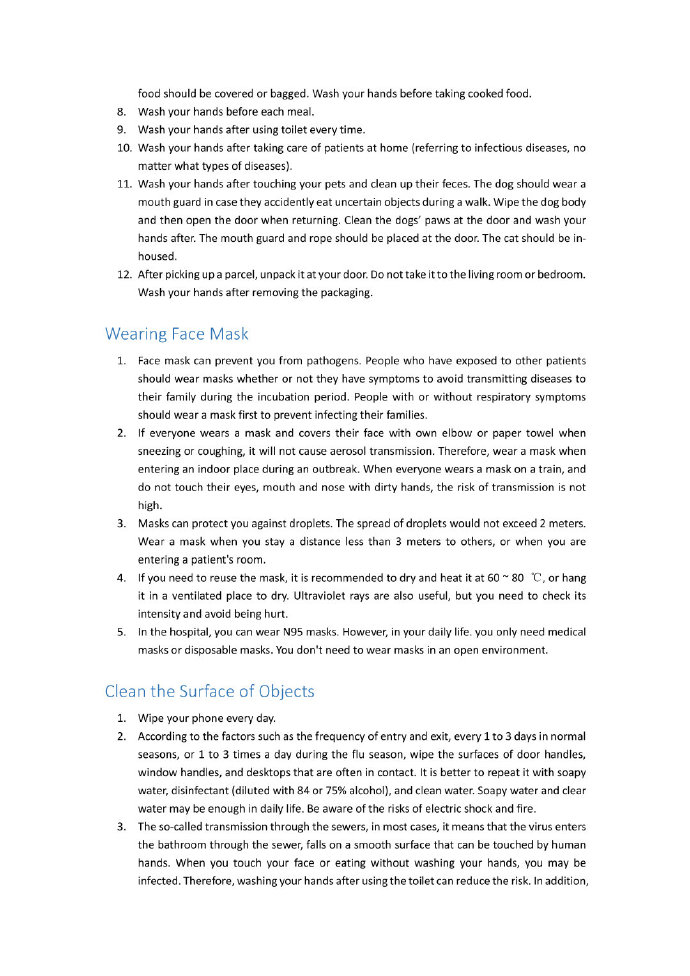 food should be covered or bagged. Wash your hands before taking cooked food.
8. Wash your hands before each meal.
9. Wash your hands after using toilet every time.
10. Wash your hands after taking care of patients at home (referring to infectious diseases, no
matter what types of diseases).
11. Wash your hands after touching your pets and clean up their feces. The dog should wear a
mouth guard in case they accidently eat uncertain objects during a walk. Wipe the dog body
and then open the door when returning. Clean the dogs’ paws at the door and wash your
hands after. The mouth guard and rope should be placed at the door. The cat should be in-
housed.
12. After picking up a parcel, unpack it at your door. Do not take it to the living room or bedroom.
Wash your hands after removing the packaging.
Wearing Face Mask
1. Face mask can prevent you from pathogens. People who have exposed to other patients
should wear masks whether or not they have symptoms to avoid transmitting diseases to
their family during the incubation period. People with or without respiratory symptoms
should wear a mask first to prevent infecting their families.
2. If everyone wears a mask and covers their face with own elbow or paper towel when
sneezing or coughing, it will not cause aerosol transmission. Therefore, wear a mask when
entering an indoor place during an outbreak. When everyone wears a mask on a train, and
do not touch their eyes, mouth and nose with dirty hands, the risk of transmission is not
high.
3. Masks can protect you against droplets. The spread of droplets would not exceed 2 meters.
Wear a mask when you stay a distance less than 3 meters to others, or when you are
entering a patient's room.
4. If you need to reuse the mask, it is recommended to dry and heat it at 60 ~ 80 ℃, or hang
it in a ventilated place to dry. Ultraviolet rays are also useful, but you need to check its
intensity and avoid being hurt.
5. In the hospital, you can wear N95 masks. However, in your daily life. you only need medical
masks or disposable masks. You don't need to wear masks in an open environment.
Clean the Surface of Objects
1. Wipe your phone every day.
2. According to the factors such as the frequency of entry and exit, every 1 to 3 days in normal
seasons, or 1 to 3 times a day during the flu season, wipe the surfaces of door handles,
window handles, and desktops that are often in contact. It is better to repeat it with soapy
water, disinfectant (diluted with 84 or 75% alcohol), and clean water. Soapy water and clear
water may be enough in daily life. Be aware of the risks of electric shock and fire.
3. The so-called transmission through the sewers, in most cases, it means that the virus enters
the bathroom through the sewer, falls on a smooth surface that can be touched by human
hands. When you touch your face or eating without washing your hands, you may be
infected. Therefore, washing your hands after using the toilet can reduce the risk. In addition,